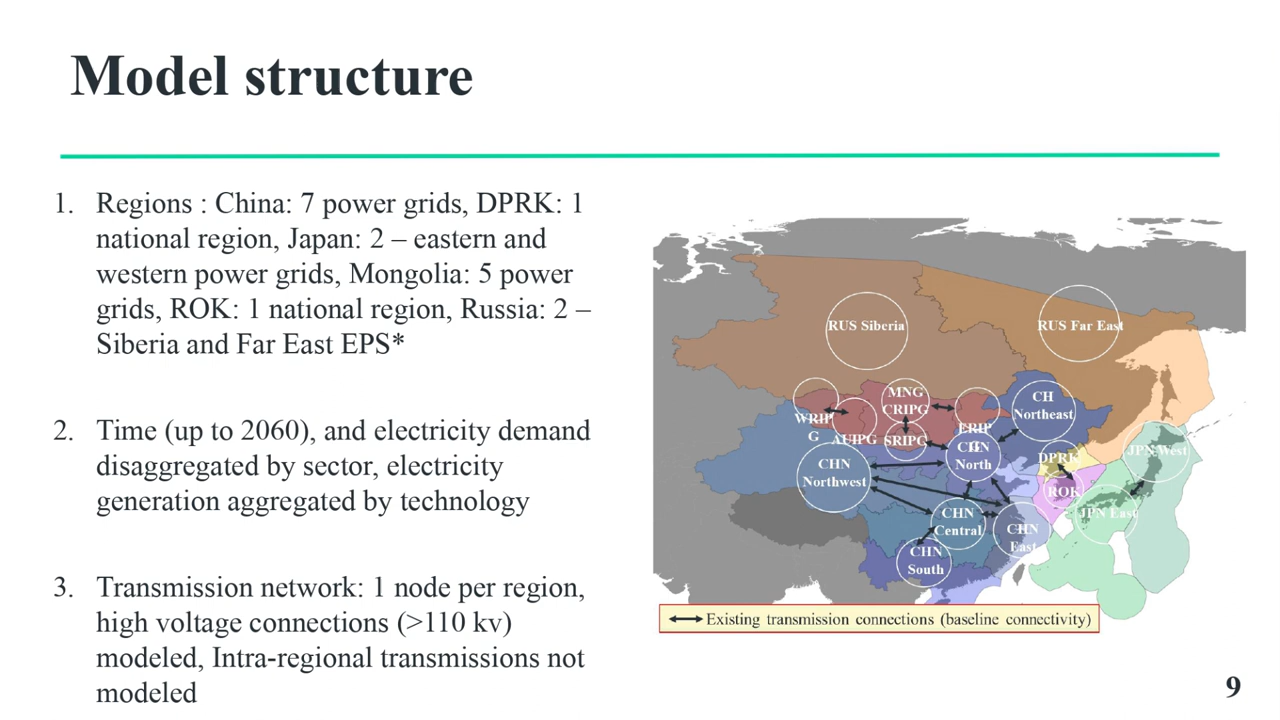 Model structure
1. Regions : China: 7 power grids, DPRK: 1
national region, Japan: 2 – eastern and
western power grids, Mongolia: 5 power
grids, ROK: 1 national region, Russia: 2 –
Siberia and Far East EPS*
2. Time (up to 2060), and electricity demand
disaggregated by sector, electricity
generation aggregated by technology
3. Transmission network: 1 node per region,
high voltage connections (>110 kv)
modeled, Intra-regional transmissions not
modeled
RUS Siberia
RUS Far East
MNG
CRIPG
CH
Northeast
WRIP
G
AUIPG
SRIPG
ERIP
G
CHN
North
DPRK
JPN West
CHN
Northwest
ROK
JPN East
CHN
Central
CHN
East
CHN
South
Existing transmission connections (baseline connectivity)
9